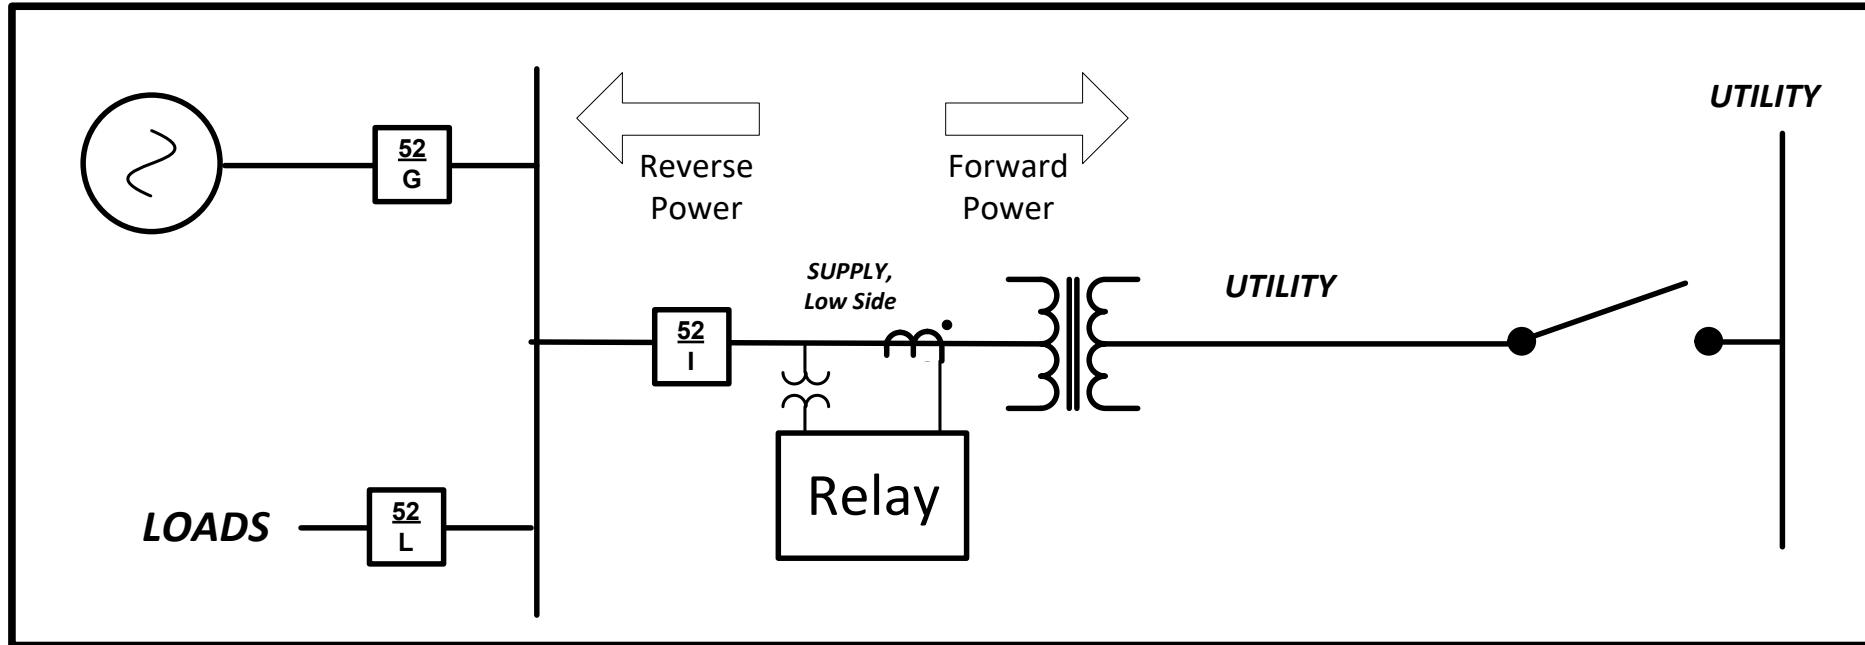 UTILITY
52
G
Reverse
Power
Forward
Power
SUPPLY,
Low Side
UTILITY
52
I
Relay
LOADS
52
L